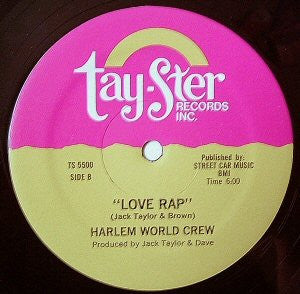 tay-Ster
RECORDS
INC.
TS 5500
SIDE B
Published by:
STREET CAR MUSIC
BMI
Time 6:00
"LOVE RAP"
(Jack Taylor & Brown)
HARLEM WORLD CREW
Produced by Jack Taylor & Dave